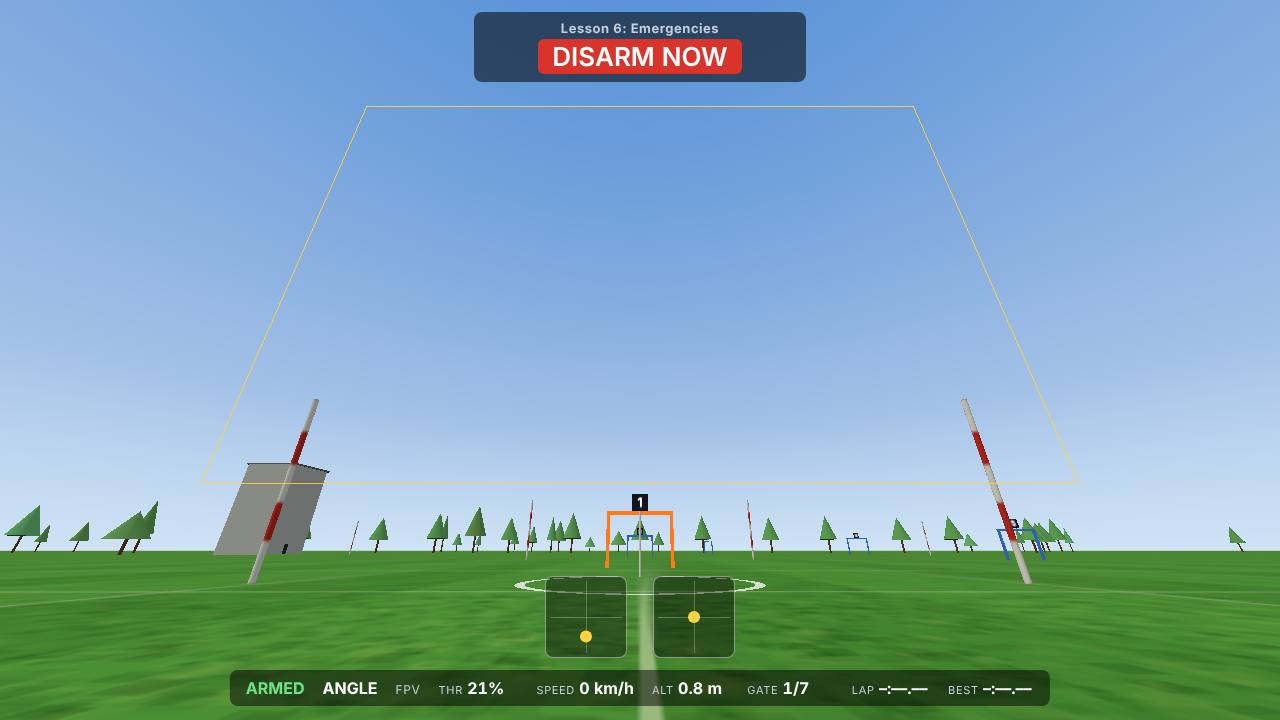 Lesson 6: Emergencies
DISARM NOW
1
ARMED ANGLE FPV THR 21% SPEED 0 km/h ALT 0.8 m GATE 1/7 LAP –:––.–– BEST –:––.––